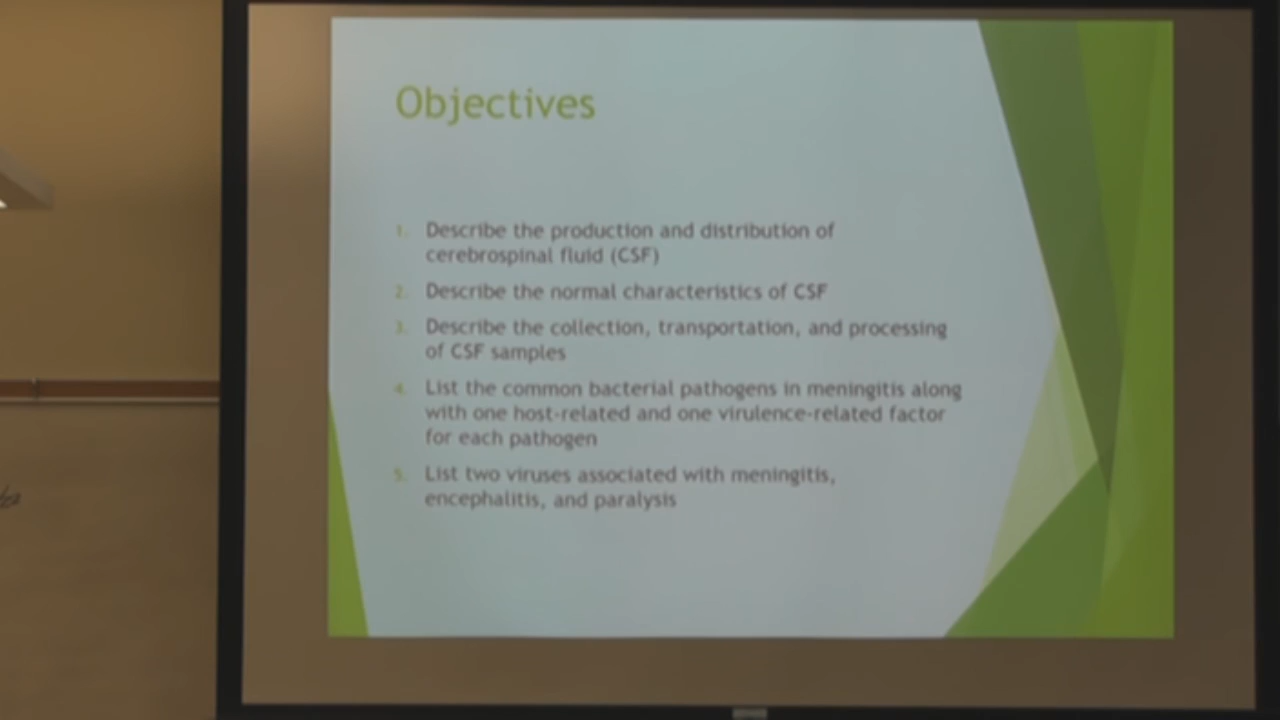 Objectives
1. Describe the production and distribution of
cerebrospinal fluid (CSF)
2. Describe the normal characteristics of CSF
3. Describe the collection, transportation, and processing
of CSF samples
4. List the common bacterial pathogens in meningitis along
with one host-related and one virulence-related factor
for each pathogen
5. List two viruses associated with meningitis,
encephalitis, and paralysis